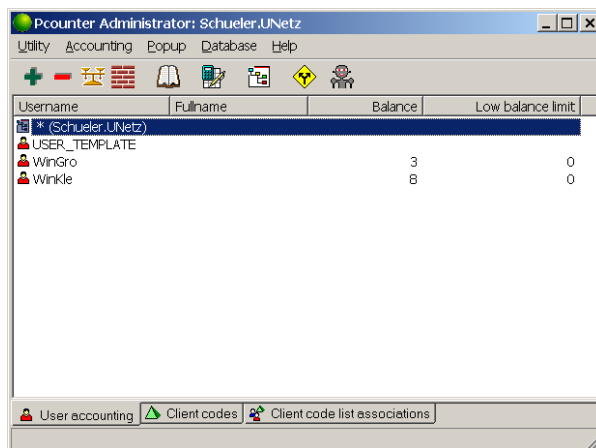 Pcounter Administrator: Schueler.UNetz
Utility Accounting Popup Database Help
Username Fullname Balance Low balance limit
* (Schueler.UNetz)
USER_TEMPLATE
WinGro 3 0
WinKle 8 0
User accounting Client codes Client code list associations